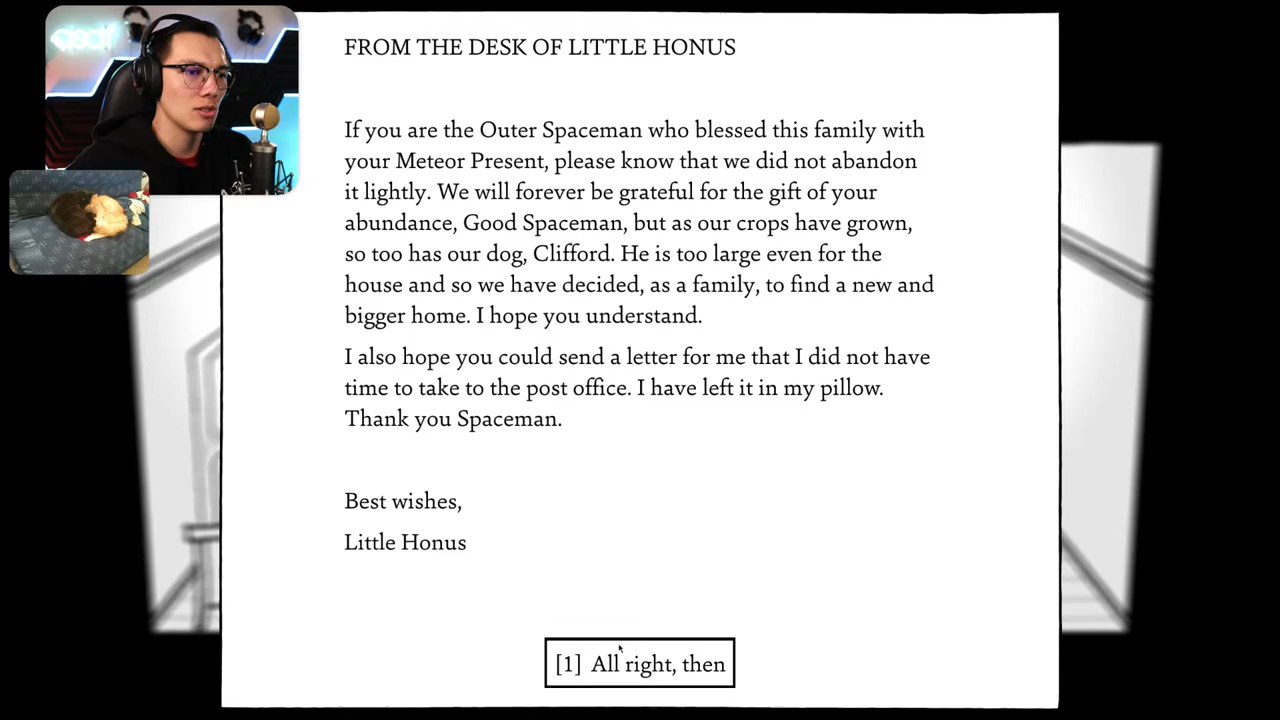 FROM THE DESK OF LITTLE HONUS
If you are the Outer Spaceman who blessed this family with
your Meteor Present, please know that we did not abandon
it lightly. We will forever be grateful for the gift of your
abundance, Good Spaceman, but as our crops have grown,
so too has our dog, Clifford. He is too large even for the
house and so we have decided, as a family, to find a new and
bigger home. I hope you understand.
I also hope you could send a letter for me that I did not have
time to take to the post office. I have left it in my pillow.
Thank you Spaceman.
Best wishes,
Little Honus
[1] All right, then